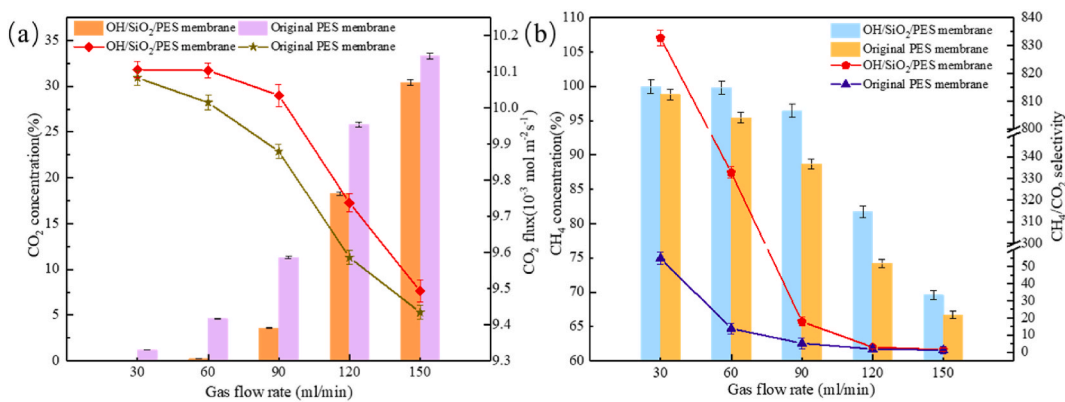 (a)
OH/SiO2/PES membrane
Original PES membrane
OH/SiO2/PES membrane
Original PES membrane
CO2 concentration(%)
35
30
25
20
15
10
5
0
CO2 flux(10-3 mol m-2s-1)
10.2
10.1
10.0
9.9
9.8
9.7
9.6
9.5
9.4
9.3
30 60 90 120 150
Gas flow rate (ml/min)
(b)
OH/SiO2/PES membrane
Original PES membrane
OH/SiO2/PES membrane
Original PES membrane
CH4 concentration(%)
110
105
100
95
90
85
80
75
70
65
60
CH4/CO2 selectivity
840
830
820
810
800
340
330
320
310
300
50
40
30
20
10
0
30 60 90 120 150
Gas flow rate (ml/min)